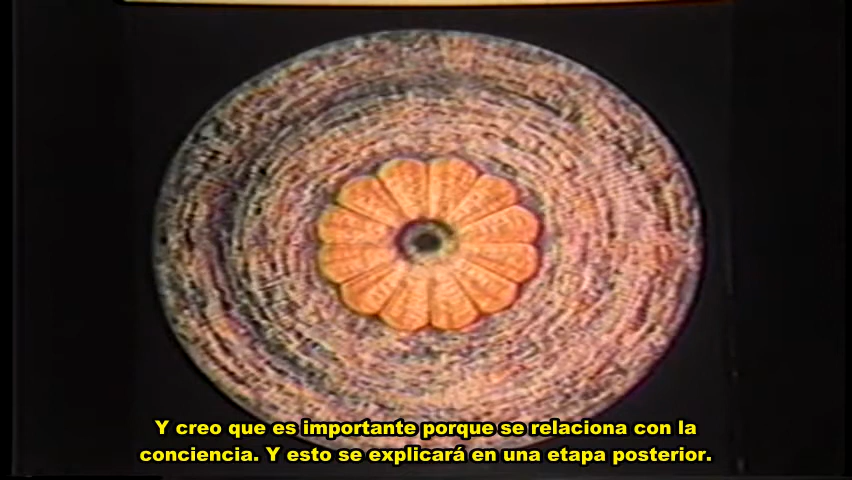 Y creo que es importante porque se relaciona con la
conciencia. Y esto se explicará en una etapa posterior.